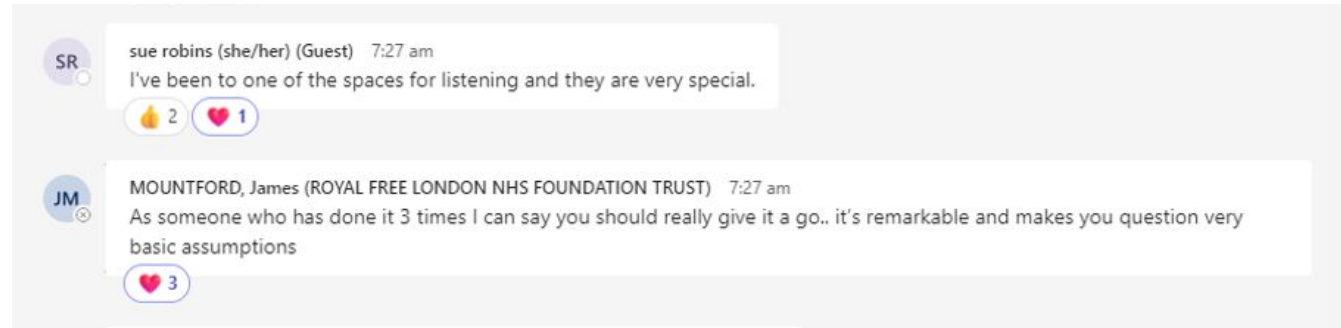 SR
sue robins (she/her) (Guest) 7:27 am
I've been to one of the spaces for listening and they are very special.
👍 2 ❤️ 1
JM
MOUNTFORD, James (ROYAL FREE LONDON NHS FOUNDATION TRUST) 7:27 am
As someone who has done it 3 times I can say you should really give it a go.. it's remarkable and makes you question very
basic assumptions
❤️ 3